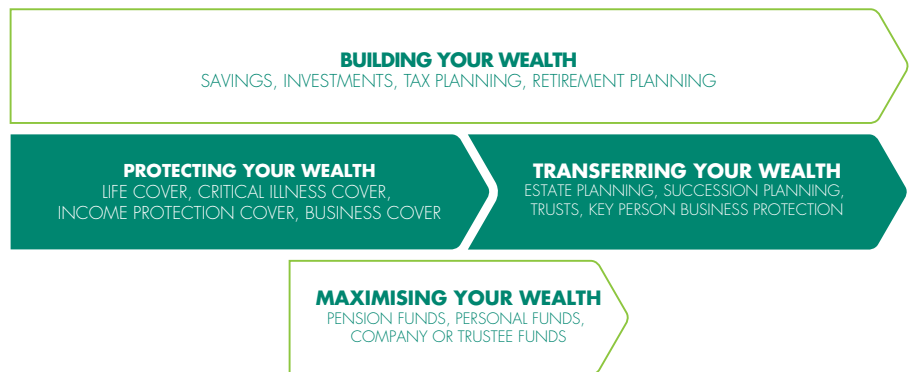 BUILDING YOUR WEALTH
SAVINGS, INVESTMENTS, TAX PLANNING, RETIREMENT PLANNING
PROTECTING YOUR WEALTH
LIFE COVER, CRITICAL ILLNESS COVER,
INCOME PROTECTION COVER, BUSINESS COVER
TRANSFERRING YOUR WEALTH
ESTATE PLANNING, SUCCESSION PLANNING,
TRUSTS, KEY PERSON BUSINESS PROTECTION
MAXIMISING YOUR WEALTH
PENSION FUNDS, PERSONAL FUNDS,
COMPANY OR TRUSTEE FUNDS